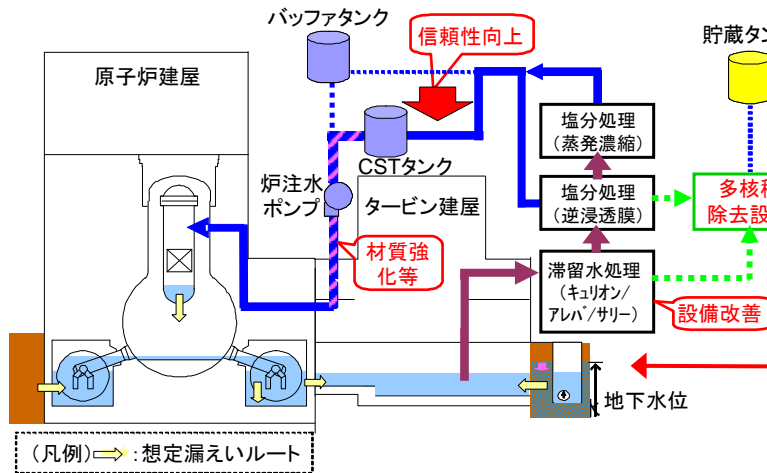 バッファタンク
信頼性向上
貯蔵タン
原子炉建屋
塩分処理
(蒸発濃縮)
CSTタンク
炉注水
ポンプ
タービン建屋
塩分処理
(逆浸透膜)
多核種
除去設
材質強
化等
滞留水処理
(キュリオン/
アレバ/サリー)
設備改善
地下水位
(凡例) :想定漏えいルート